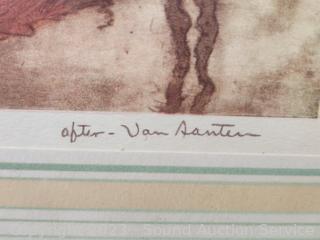 after - Van Santen
Copyright 2023 - Sound Auction Service